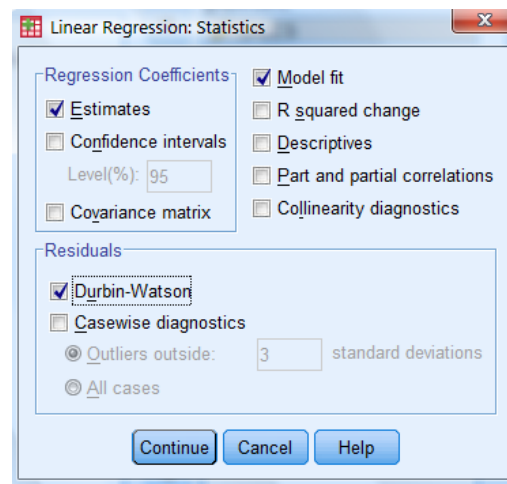 Linear Regression: Statistics
x
Regression Coefficients
Estimates
Confidence intervals
Level(%): 95
Covariance matrix
Model fit
R squared change
Descriptives
Part and partial correlations
Collinearity diagnostics
Residuals
Durbin-Watson
Casewise diagnostics
Outliers outside: 3 standard deviations
All cases
Continue Cancel Help